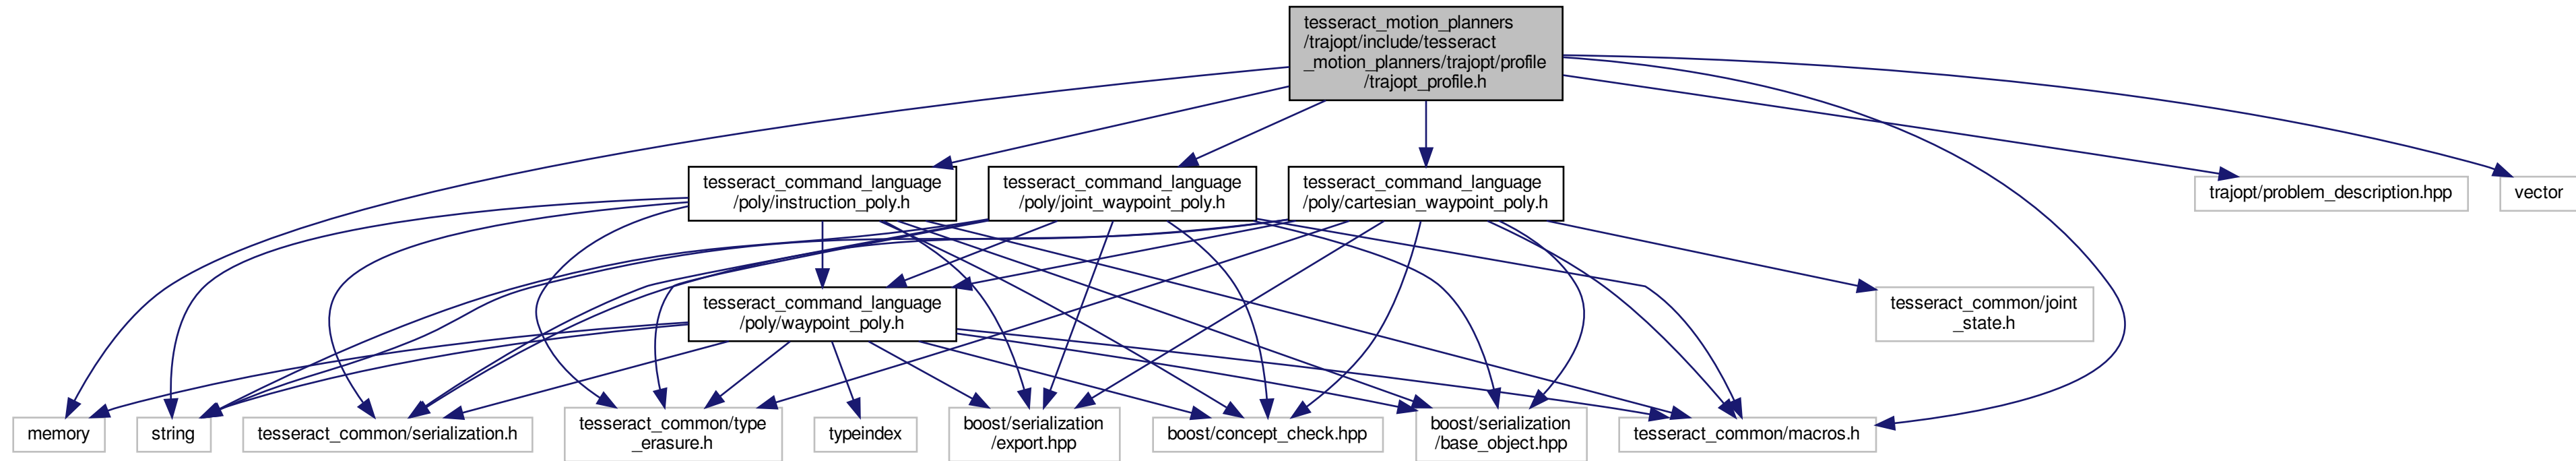 tesseract_motion_planners
/trajopt/include/tesseract
_motion_planners/trajopt/profile
/trajopt_profile.h
tesseract_command_language
/poly/instruction_poly.h
tesseract_command_language
/poly/joint_waypoint_poly.h
tesseract_command_language
/poly/cartesian_waypoint_poly.h
trajopt/problem_description.hpp
vector
tesseract_command_language
/poly/waypoint_poly.h
tesseract_common/joint
_state.h
memory
string
tesseract_common/serialization.h
tesseract_common/type
_erasure.h
typeindex
boost/serialization
/export.hpp
boost/concept_check.hpp
boost/serialization
/base_object.hpp
tesseract_common/macros.h